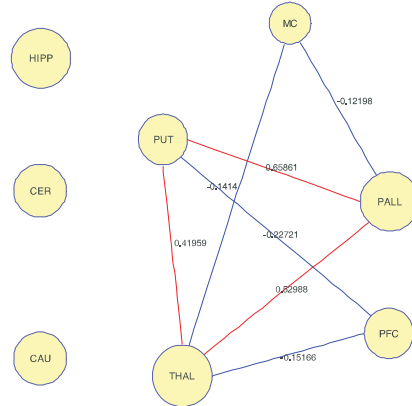 MC
HIPP
-0.12198
PUT
0.65861
CER
-0.1414
PALL
-0.22721
0.41959
0.52988
PFC
CAU
-0.15166
THAL